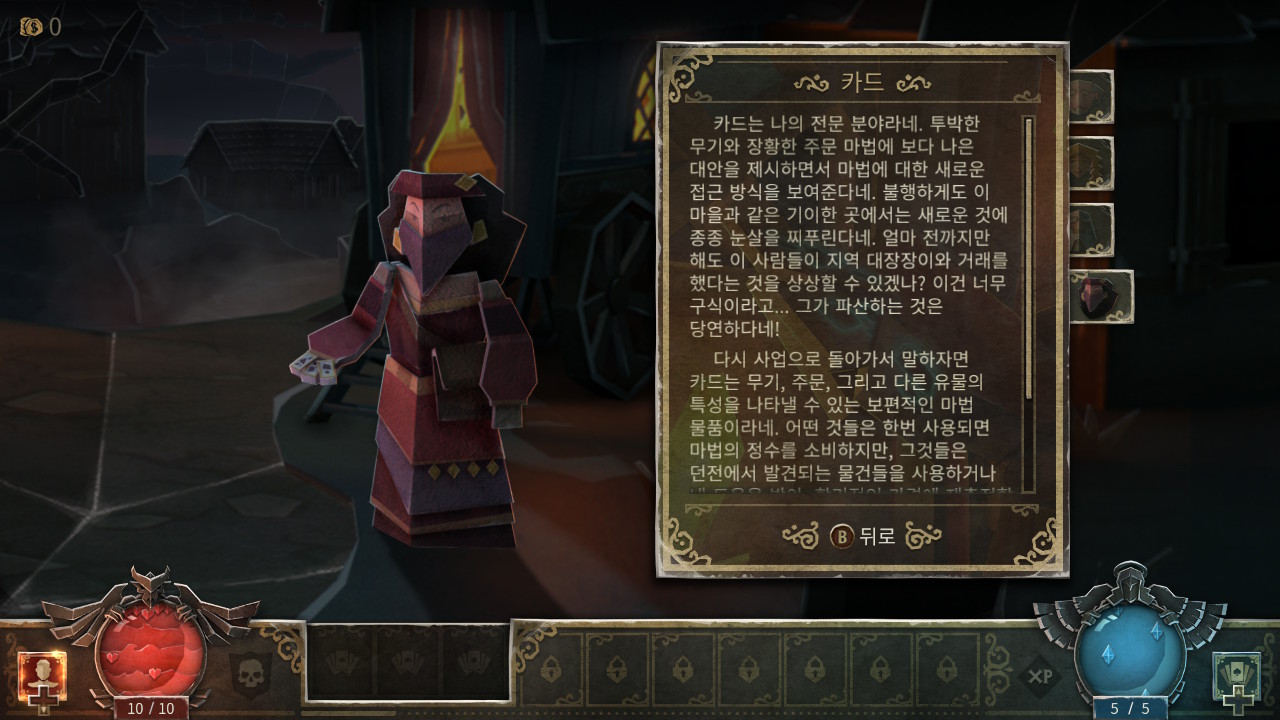 0
카드
카드는 나의 전문 분야라네. 투박한
무기와 장황한 주문 마법에 보다 나은
대안을 제시하면서 마법에 대한 새로운
접근 방식을 보여준다네. 불행하게도 이
마을과 같은 기이한 곳에서는 새로운 것에
종종 눈살을 찌푸린다네. 얼마 전까지만
해도 이 사람들이 지역 대장장이와 거래를
했다는 것을 상상할 수 있겠나? 이건 너무
구식이라고... 그가 파산하는 것은
당연하다네!
다시 사업으로 돌아가서 말하자면
카드는 무기, 주문, 그리고 다른 유물의
특성을 나타낼 수 있는 보편적인 마법
물품이라네. 어떤 것들은 한번 사용되면
마법의 정수를 소비하지만, 그것들은
던전에서 발견되는 물건들을 사용하거나
B 뒤로
XP
10 / 10
5 / 5